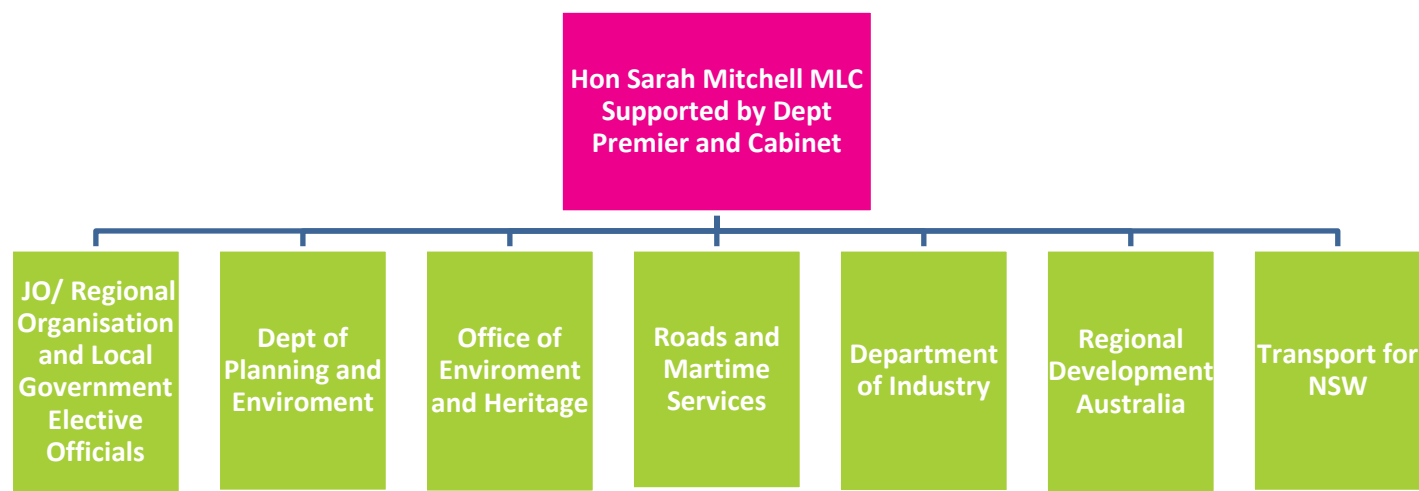 Hon Sarah Mitchell MLC
Supported by Dept
Premier and Cabinet
JO/ Regional
Organisation
and Local
Government
Elective
Officials
Dept of
Planning and
Enviroment
Office of
Enviroment
and Heritage
Roads and
Martime
Services
Department
of Industry
Regional
Development
Australia
Transport for
NSW